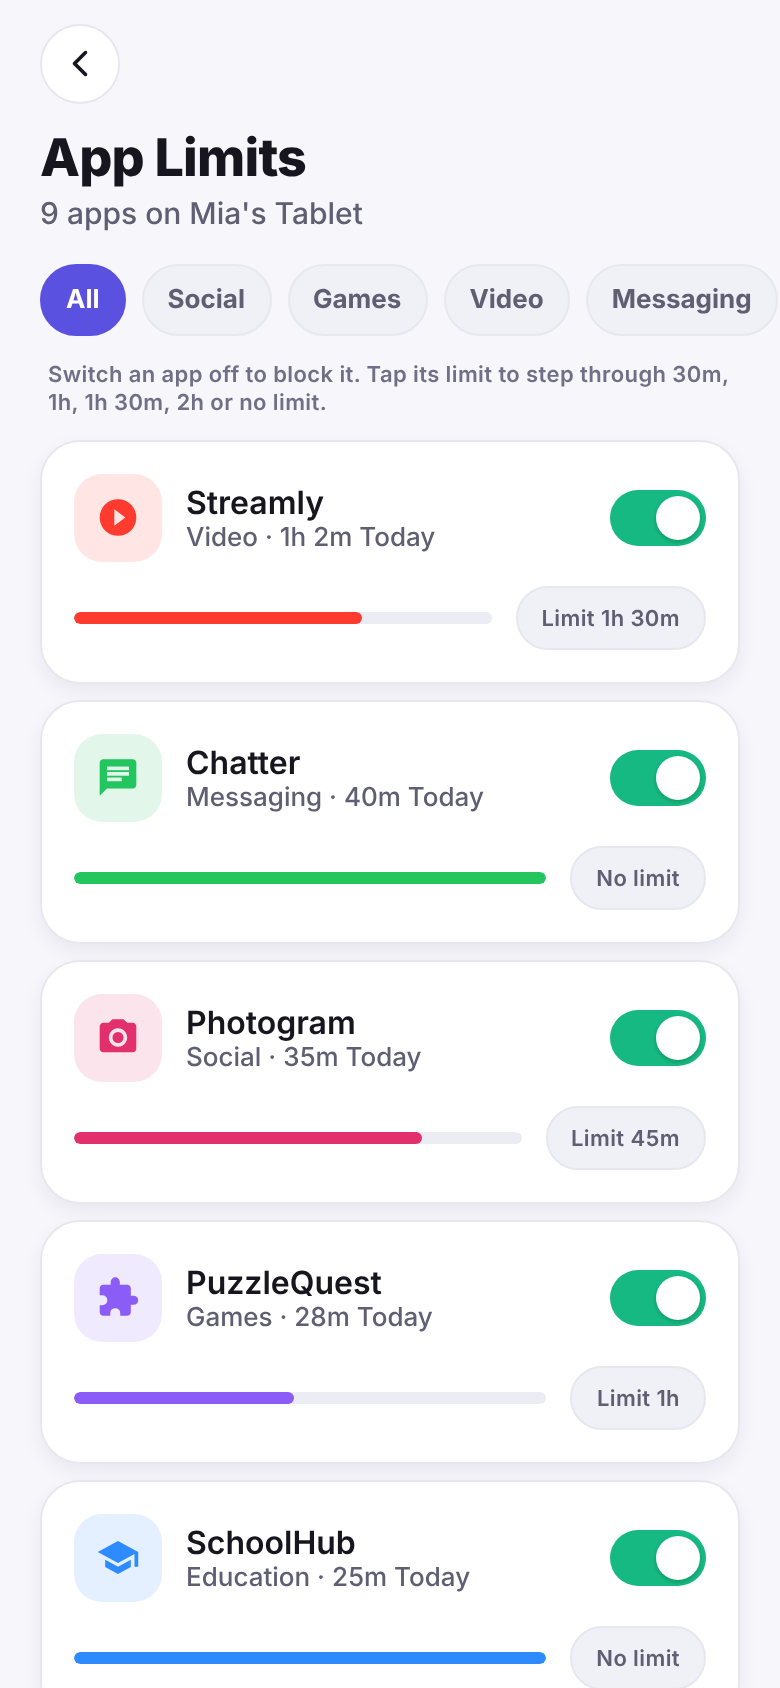 App Limits
9 apps on Mia's Tablet
All
Social
Games
Video
Messaging
Switch an app off to block it. Tap its limit to step through 30m,
1h, 1h 30m, 2h or no limit.
Streamly
Video · 1h 2m Today
Limit 1h 30m
Chatter
Messaging · 40m Today
No limit
Photogram
Social · 35m Today
Limit 45m
PuzzleQuest
Games · 28m Today
Limit 1h
SchoolHub
Education · 25m Today
No limit